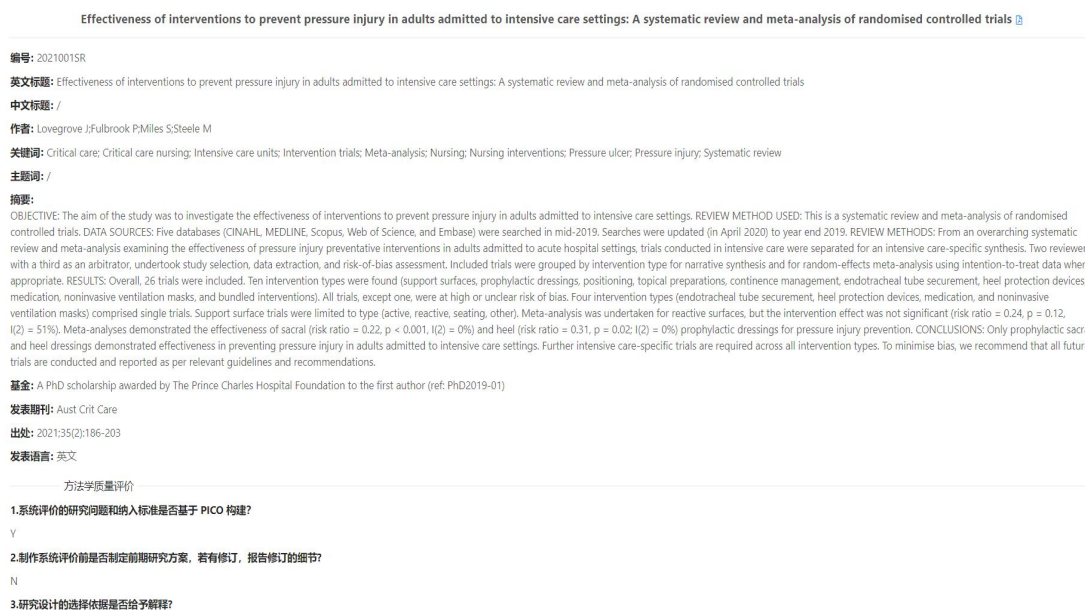 Effectiveness of interventions to prevent pressure injury in adults admitted to intensive care settings: A systematic review and meta-analysis of randomised controlled trials
编号: 2021001SR
英文标题: Effectiveness of interventions to prevent pressure injury in adults admitted to intensive care settings: A systematic review and meta-analysis of randomised controlled trials
中文标题: /
作者: Lovegrove J;Fulbrook P;Miles S;Steele M
关键词: Critical care; Critical care nursing; Intensive care units; Intervention trials; Meta-analysis; Nursing; Nursing interventions; Pressure ulcer; Pressure injury; Systematic review
主题词: /
摘要:
OBJECTIVE: The aim of the study was to investigate the effectiveness of interventions to prevent pressure injury in adults admitted to intensive care settings. REVIEW METHOD USED: This is a systematic review and meta-analysis of randomised
controlled trials. DATA SOURCES: Five databases (CINAHL, MEDLINE, Scopus, Web of Science, and Embase) were searched in mid-2019. Searches were updated (in April 2020) to year end 2019. REVIEW METHODS: From an overarching systematic
review and meta-analysis examining the effectiveness of pressure injury preventative interventions in adults admitted to acute hospital settings, trials conducted in intensive care were separated for an intensive care-specific synthesis. Two reviewer
with a third as an arbitrator, undertook study selection, data extraction, and risk-of-bias assessment. Included trials were grouped by intervention type for narrative synthesis and for random-effects meta-analysis using intention-to-treat data wher
appropriate. RESULTS: Overall, 26 trials were included. Ten intervention types were found (support surfaces, prophylactic dressings, positioning, topical preparations, continence management, endotracheal tube securement, heel protection devices
medication, noninvasive ventilation masks, and bundled interventions). All trials, except one, were at high or unclear risk of bias. Four intervention types (endotracheal tube securement, heel protection devices, medication, and noninvasive
ventilation masks) comprised single trials. Support surface trials were limited to type (active, reactive, seating, other). Meta-analysis was undertaken for reactive surfaces, but the intervention effect was not significant (risk ratio = 0.24, p = 0.12,
I(2) = 51%). Meta-analyses demonstrated the effectiveness of sacral (risk ratio = 0.22, p < 0.001, I(2) = 0%) and heel (risk ratio = 0.31, p = 0.02; I(2) = 0%) prophylactic dressings for pressure injury prevention. CONCLUSIONS: Only prophylactic sacr
and heel dressings demonstrated effectiveness in preventing pressure injury in adults admitted to intensive care settings. Further intensive care-specific trials are required across all intervention types. To minimise bias, we recommend that all futur
trials are conducted and reported as per relevant guidelines and recommendations.
基金: A PhD scholarship awarded by The Prince Charles Hospital Foundation to the first author (ref: PhD2019-01)
发表期刊: Aust Crit Care
出处: 2021;35(2):186-203
发表语言: 英文
方法学质量评价
1.系统评价的研究问题和纳入标准是否基于 PICO 构建?
Y
2.制作系统评价前是否制定前期研究方案，若有修订，报告修订的细节?
N
3.研究设计的选择依据是否给予解释?